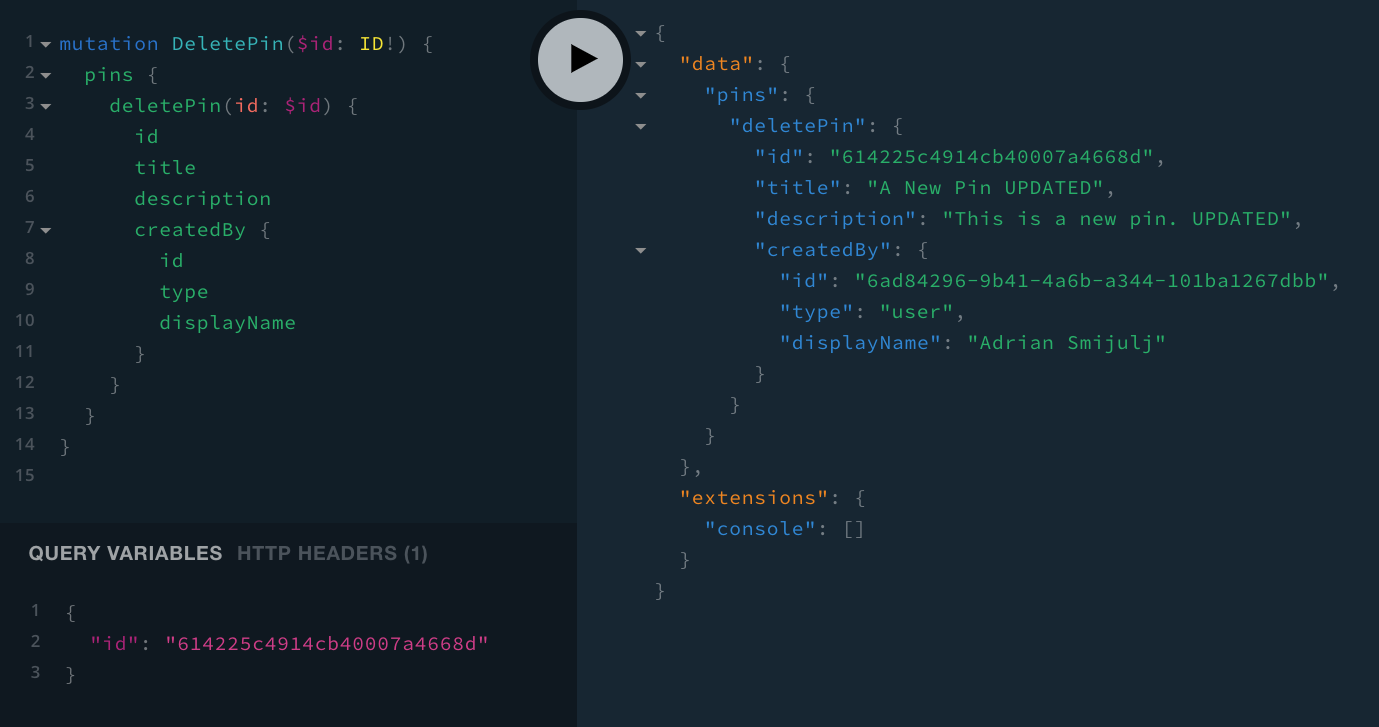 1 mutation DeletePin($id: ID!) {
2   pins {
3     deletePin(id: $id) {
4       id
5       title
6       description
7       createdBy {
8         id
9         type
10         displayName
11       }
12     }
13   }
14 }
15
QUERY VARIABLES HTTP HEADERS (1)
1 {
2   "id": "614225c4914cb40007a4668d"
3 }
{
  "data": {
    "pins": {
      "deletePin": {
        "id": "614225c4914cb40007a4668d",
        "title": "A New Pin UPDATED",
        "description": "This is a new pin. UPDATED",
        "createdBy": {
          "id": "6ad84296-9b41-4a6b-a344-101ba1267dbb",
          "type": "user",
          "displayName": "Adrian Smijulj"
        }
      }
    }
  },
  "extensions": {
    "console": []
  }
}